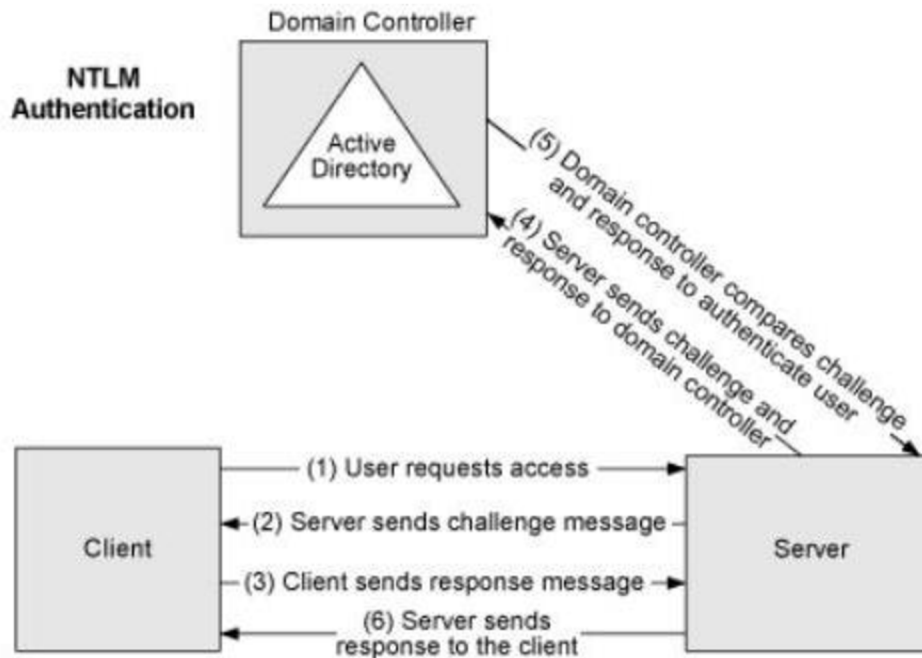 Domain Controller
NTLM
Authentication
Active
Directory
(5) Domain controller compares challenge
and response to authenticate user
(4) Server sends challenge and
response to domain controller
Client
(1) User requests access
(2) Server sends challenge message
(3) Client sends response message
(6) Server sends
response to the client
Server